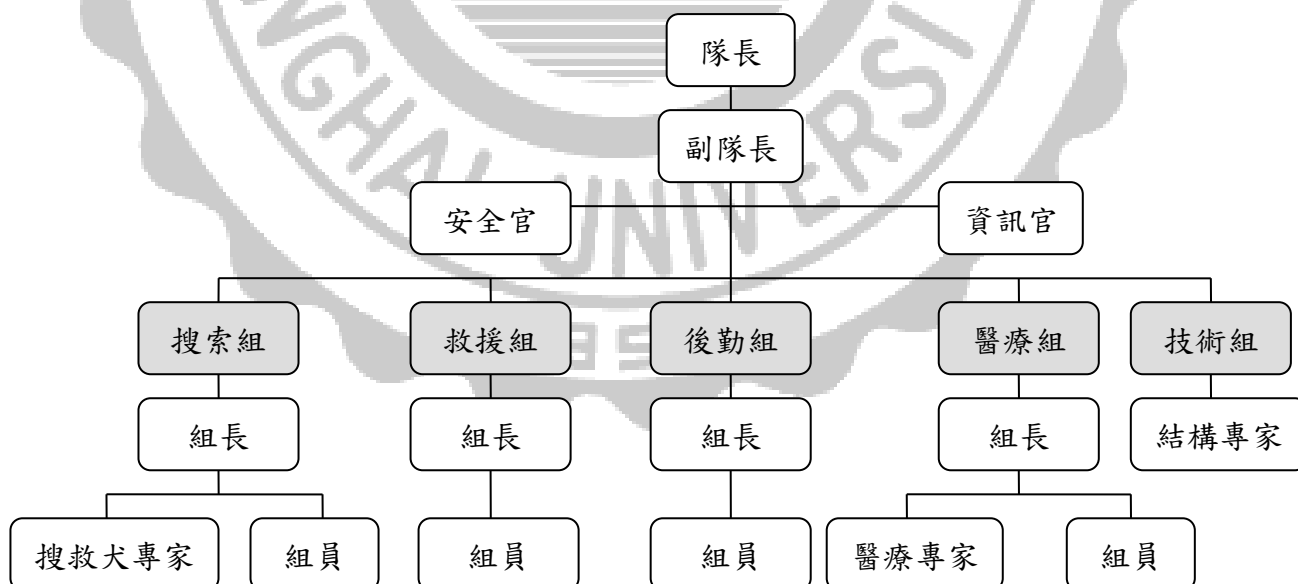 隊長
副隊長
安全官
資訊官
搜索組
救援組
後勤組
醫療組
技術組
組長
組長
組長
組長
結構專家
搜救犬專家
組員
組員
組員
醫療專家
組員
NGHAI UNIVERSI